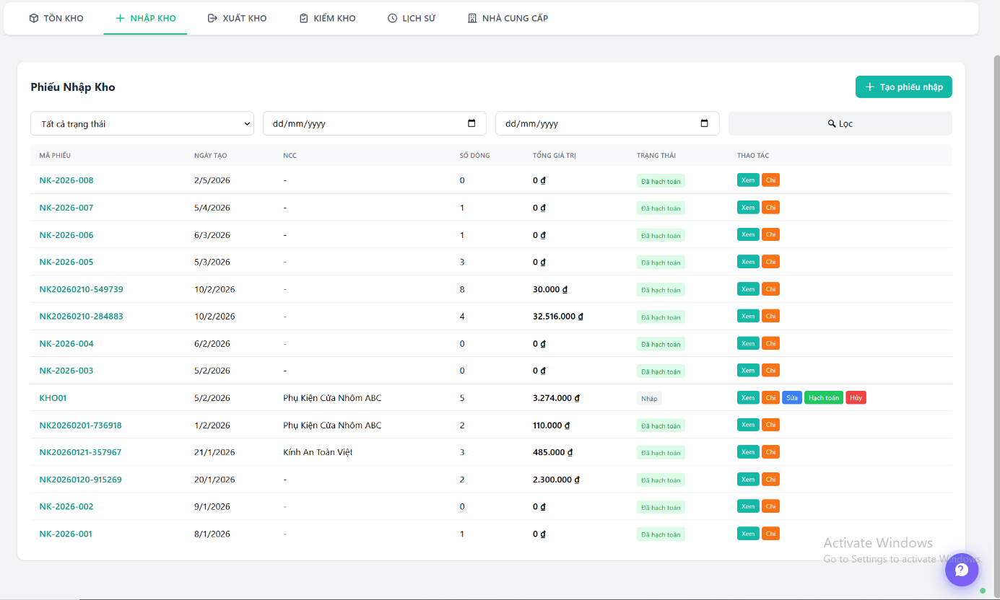 TỒN KHO NHẬP KHO XUẤT KHO KIỂM KHO LỊCH SỬ NHÀ CUNG CẤP
Phiếu Nhập Kho
Tạo phiếu nhập
Tất cả trạng thái dd/mm/yyyy dd/mm/yyyy Lọc
MÃ PHIẾU NGÀY TẠO NCC SỐ DÒNG TỔNG GIÁ TRỊ TRẠNG THÁI THAO TÁC
NK-2026-008 2/5/2026 - 0 0 ₫ Đã hạch toán Xem Chi
NK-2026-007 5/4/2026 - 1 0 ₫ Đã hạch toán Xem Chi
NK-2026-006 6/3/2026 - 1 0 ₫ Đã hạch toán Xem Chi
NK-2026-005 5/3/2026 - 3 0 ₫ Đã hạch toán Xem Chi
NK20260210-549739 10/2/2026 - 8 30.000 ₫ Đã hạch toán Xem Chi
NK20260210-284883 10/2/2026 - 4 32.516.000 ₫ Đã hạch toán Xem Chi
NK-2026-004 6/2/2026 - 0 0 ₫ Đã hạch toán Xem Chi
NK-2026-003 5/2/2026 - 0 0 ₫ Đã hạch toán Xem Chi
KHO01 5/2/2026 Phụ Kiện Cửa Nhôm ABC 5 3.274.000 ₫ Nháp Xem Chi Sửa Hạch toán Hủy
NK20260201-736918 1/2/2026 Phụ Kiện Cửa Nhôm ABC 2 110.000 ₫ Đã hạch toán Xem Chi
NK20260121-357967 21/1/2026 Kính An Toàn Việt 3 485.000 ₫ Đã hạch toán Xem Chi
NK20260120-915269 20/1/2026 - 2 2.300.000 ₫ Đã hạch toán Xem Chi
NK-2026-002 9/1/2026 - 0 0 ₫ Đã hạch toán Xem Chi
NK-2026-001 8/1/2026 - 1 0 ₫ Đã hạch toán Xem Chi
Activate Windows
Go to Settings to activate Windows.
?